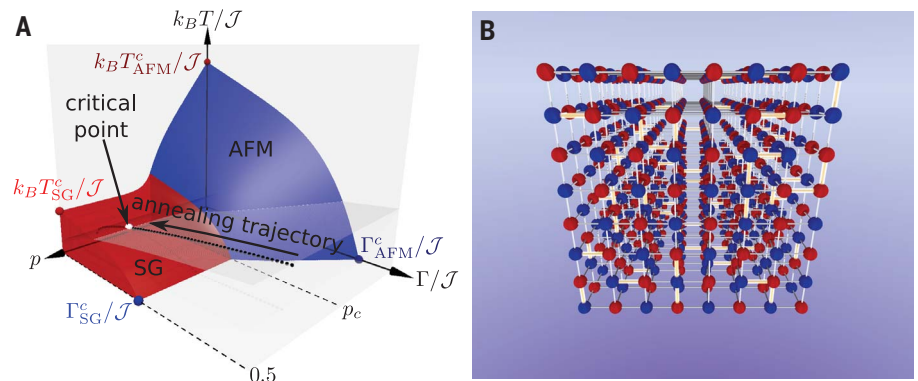 A
k_BT/𝒥
k_BT^c_AFM/𝒥
critical
point
AFM
k_BT^c_SG/𝒥
annealing trajectory
Γ^c_AFM/𝒥
p
SG
Γ/𝒥
Γ^c_SG/𝒥
p_c
0.5
B